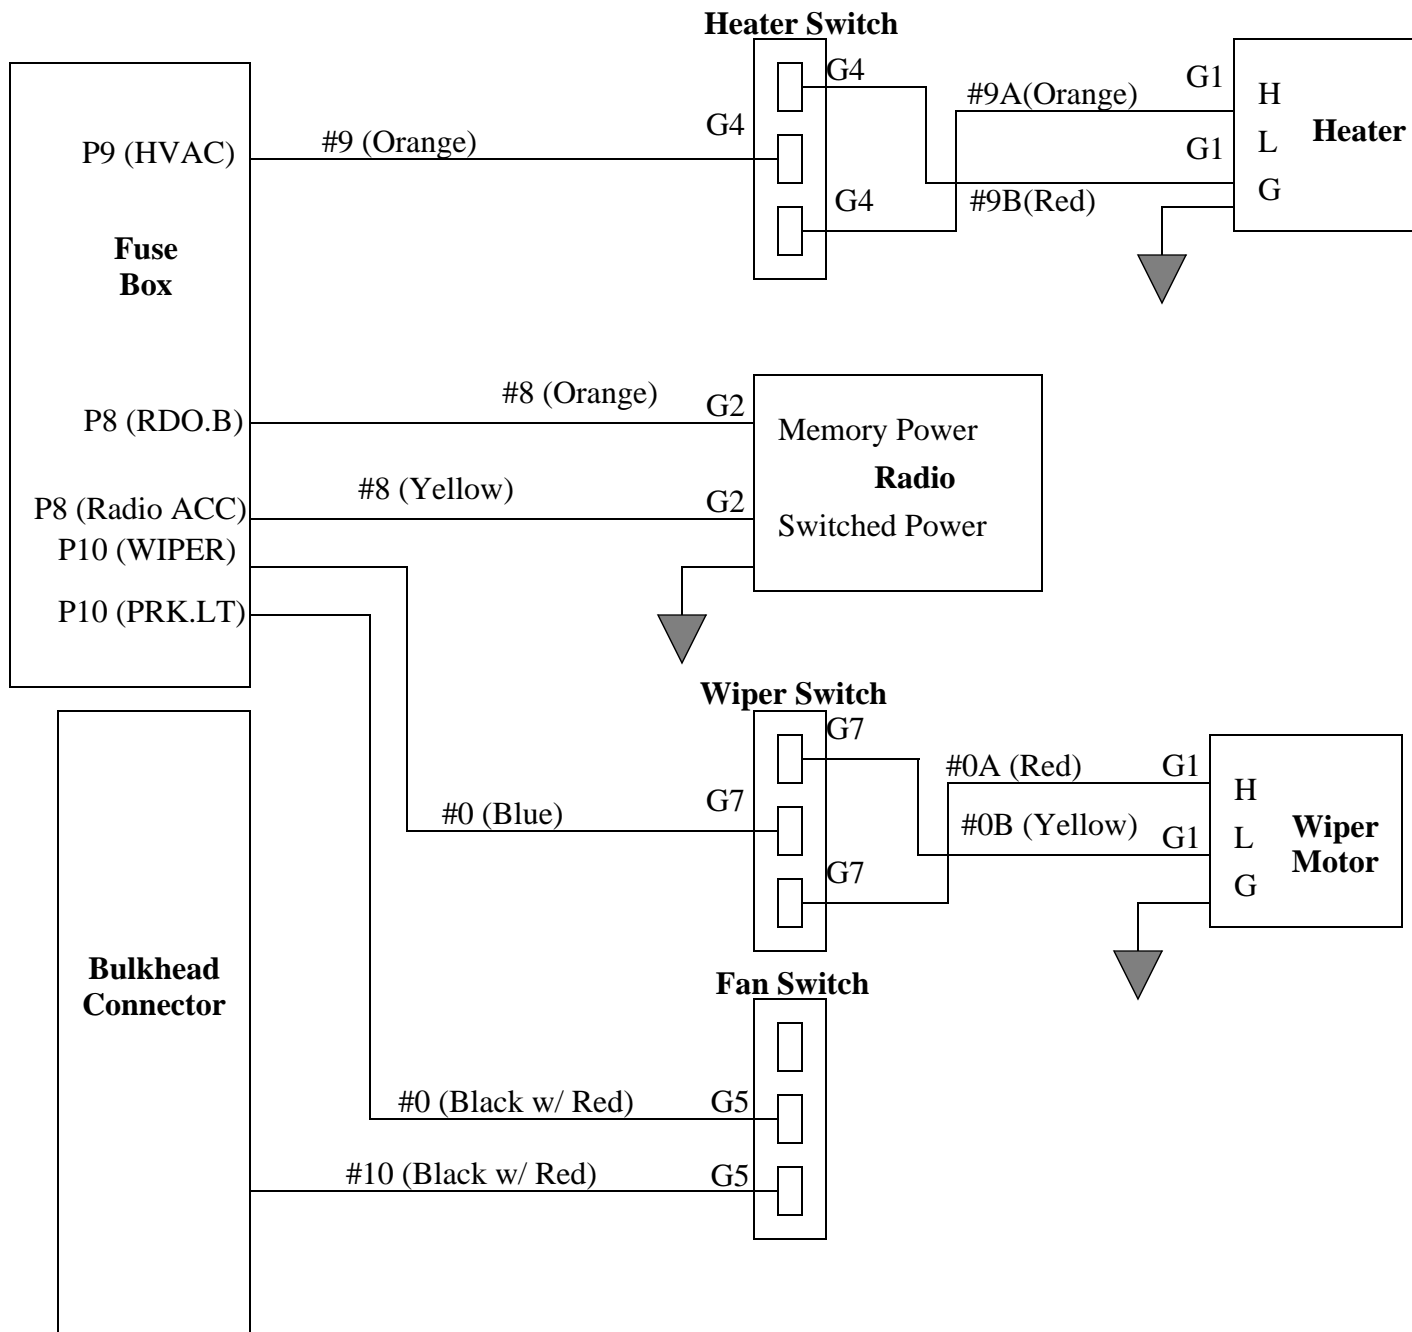 Heater Switch
G4
#9A(Orange)
G1
H
P9 (HVAC)
#9 (Orange)
G4
G1
L
Heater
G4
#9B(Red)
G
Fuse
Box
P8 (RDO.B)
#8 (Orange)
G2
Memory Power
Radio
P8 (Radio ACC)
#8 (Yellow)
G2
Switched Power
P10 (WIPER)
P10 (PRK.LT)
Wiper Switch
G7
#0A (Red)
G1
H
#0 (Blue)
G7
#0B (Yellow)
G1
L
Wiper
Motor
G7
G
Bulkhead
Connector
Fan Switch
#0 (Black w/ Red)
G5
#10 (Black w/ Red)
G5